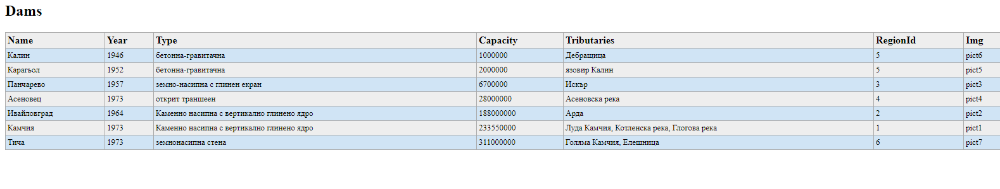 Dams
Name Year Type Capacity Tributaries RegionId Img
Калин 1946 бетонна-гравитачна 1000000 Дебращица 5 pict6
Карагьол 1952 бетонна-гравитачна 2000000 язовир Калин 5 pict5
Панчарево 1957 земно-насипна с глинен екран 6700000 Искър 3 pict3
Асеновец 1973 открит траншеен 28000000 Асеновска река 4 pict4
Ивайловград 1964 Каменно насипна с вертикално глинено ядро 188000000 Арда 2 pict2
Камчия 1973 Каменно насипна с вертикално глинено ядро 233550000 Луда Камчия, Котленска река, Глогова река 1 pict1
Тича 1973 земнонасипна стена 311000000 Голяма Камчия, Елешница 6 pict7